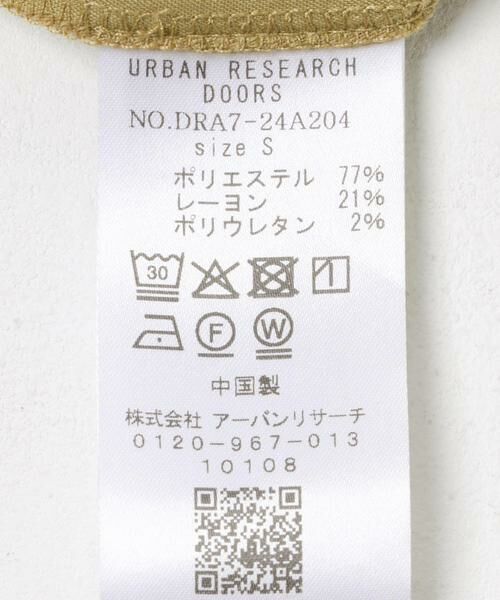 URBAN RESEARCH
DOORS
NO.DRA7-24A204
size S
ポリエステル 77%
レーヨン 21%
ポリウレタン 2%
30
F W
中国製
株式会社 アーバンリサーチ
0120-967-013
10108